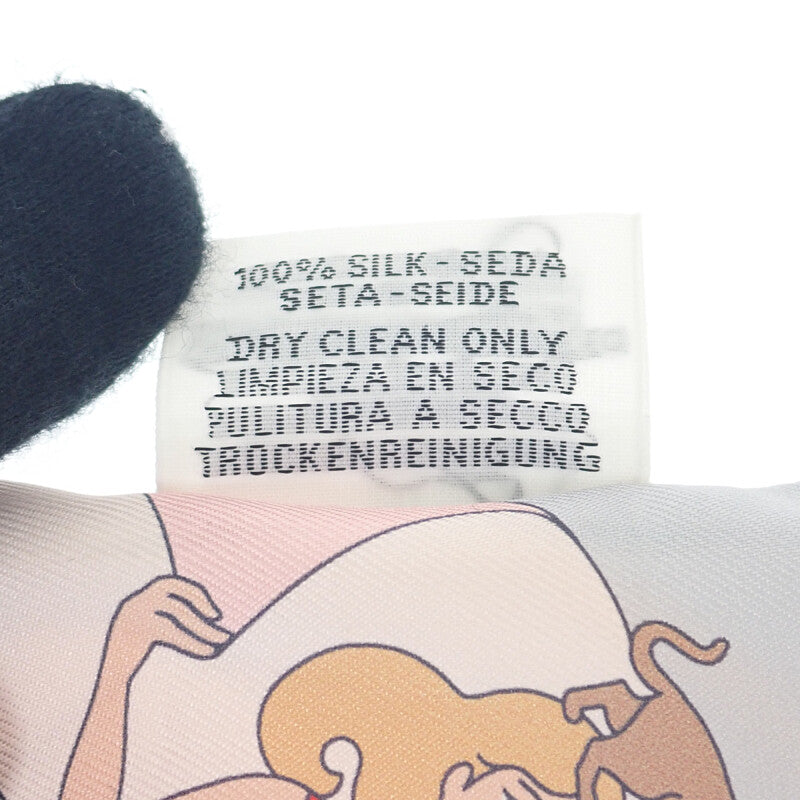 100% SILK-SEDA
SETA-SEIDE
DRY CLEAN ONLY
LIMPIEZA EN SECO
PULITURA A SECCO
TROCKENREINIGUNG